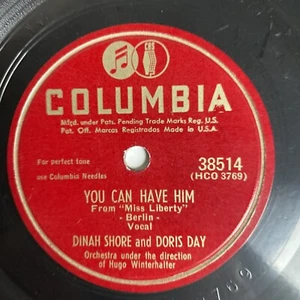 CBS
COLUMBIA
Mfgd. under Pats. Pending Trade Marks Reg. U.S.
Pat. Off. Marcas Registradas Made in U.S.A.
For perfect tone
use Columbia Needles
38514
(HCO 3769)
YOU CAN HAVE HIM
From "Miss Liberty"
- Berlin -
Vocal
DINAH SHORE and DORIS DAY
Orchestra under the direction
of Hugo Winterhalter
769